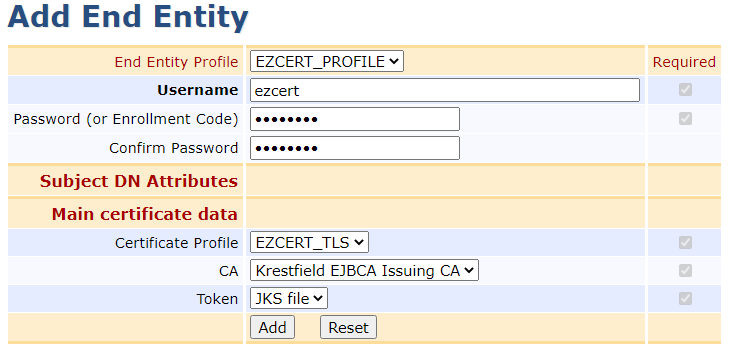 Add End Entity
End Entity Profile EZCERT_PROFILE Required
Username ezcert
Password (or Enrollment Code) ••••••••
Confirm Password ••••••••
Subject DN Attributes
Main certificate data
Certificate Profile EZCERT_TLS
CA Krestfield EJBCA Issuing CA
Token JKS file
Add Reset